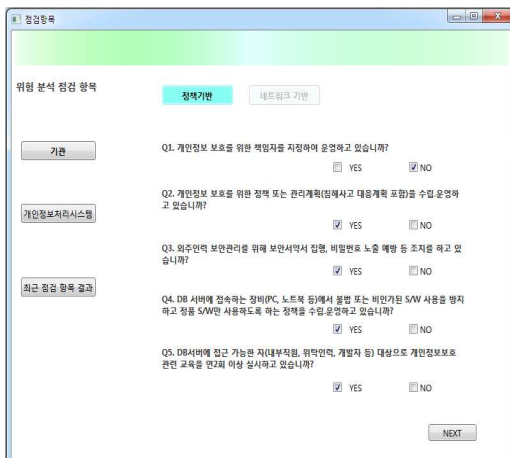 점검항목
위험 분석 점검 항목
정책기반
네트워크 기반
기관
개인정보처리시스템
최근 점검 항목 결과
Q1. 개인정보 보호를 위한 책임자를 지정하여 운영하고 있습니까?
YES
NO
Q2. 개인정보 보호를 위한 정책 또는 관리계획(침해사고 대응계획 포함)을 수립.운영하
고 있습니까?
YES
NO
Q3. 외주인력 보안관리를 위해 보안서약서 집행, 비밀번호 노출 예방 등 조치를 하고 있
습니까?
YES
NO
Q4. DB 서버에 접속하는 장비(PC, 노트북 등)에서 불법 또는 비인가된 S/W 사용을 방지
하고 정품 S/W만 사용하도록 하는 정책을 수립.운영하고 있습니까?
YES
NO
Q5. DB서버에 접근 가능한 자(내부직원, 위탁인력, 개발자 등) 대상으로 개인정보보호
관련 교육을 연2회 이상 실시하고 있습니까?
YES
NO
NEXT